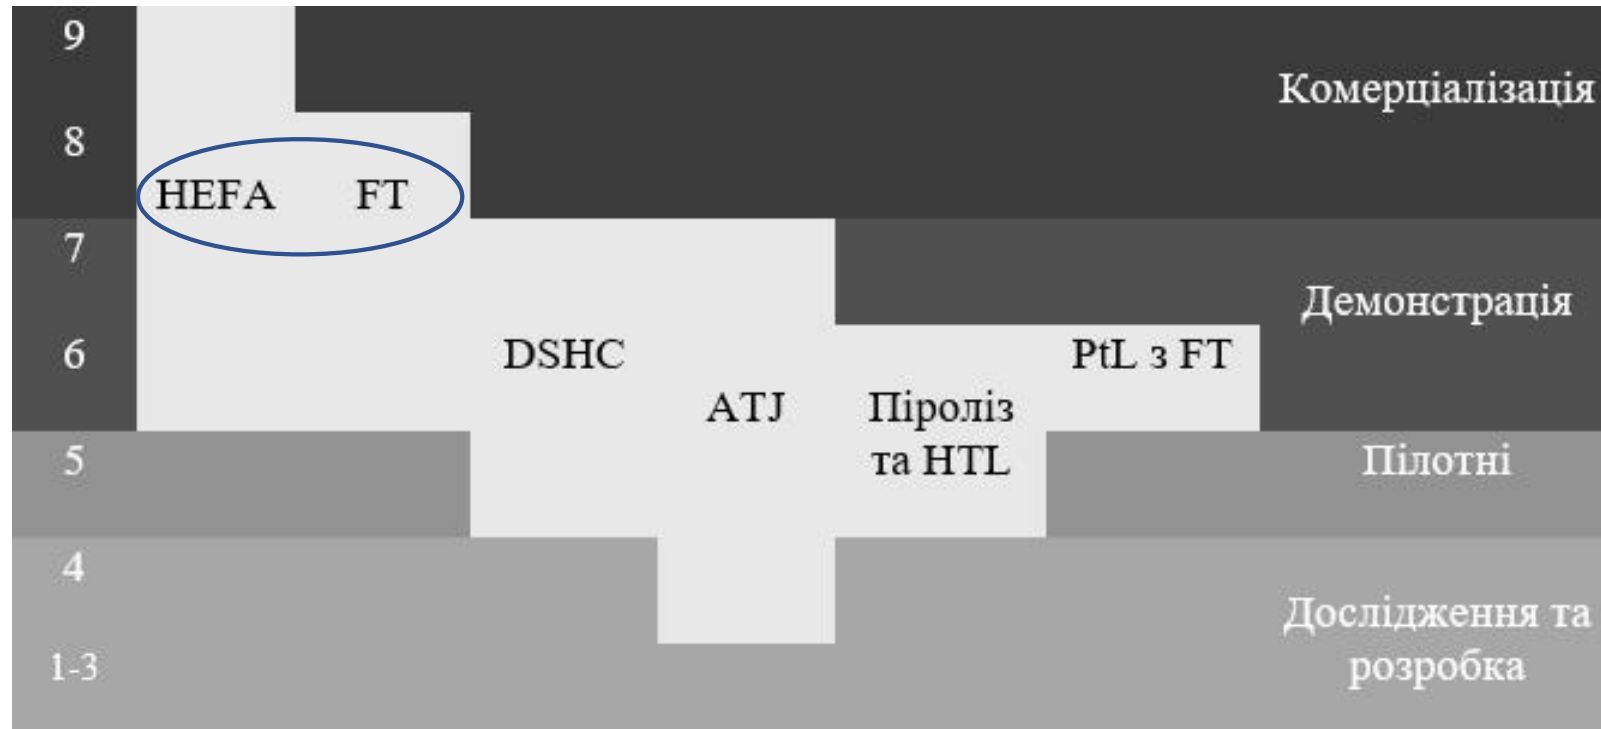 9
Комерціалізація
8
HEFA FT
7
Демонстрація
6 DSHC PtL з FT
ATJ Піроліз
та HTL
5 Пілотні
4
Дослідження та
розробка
1-3